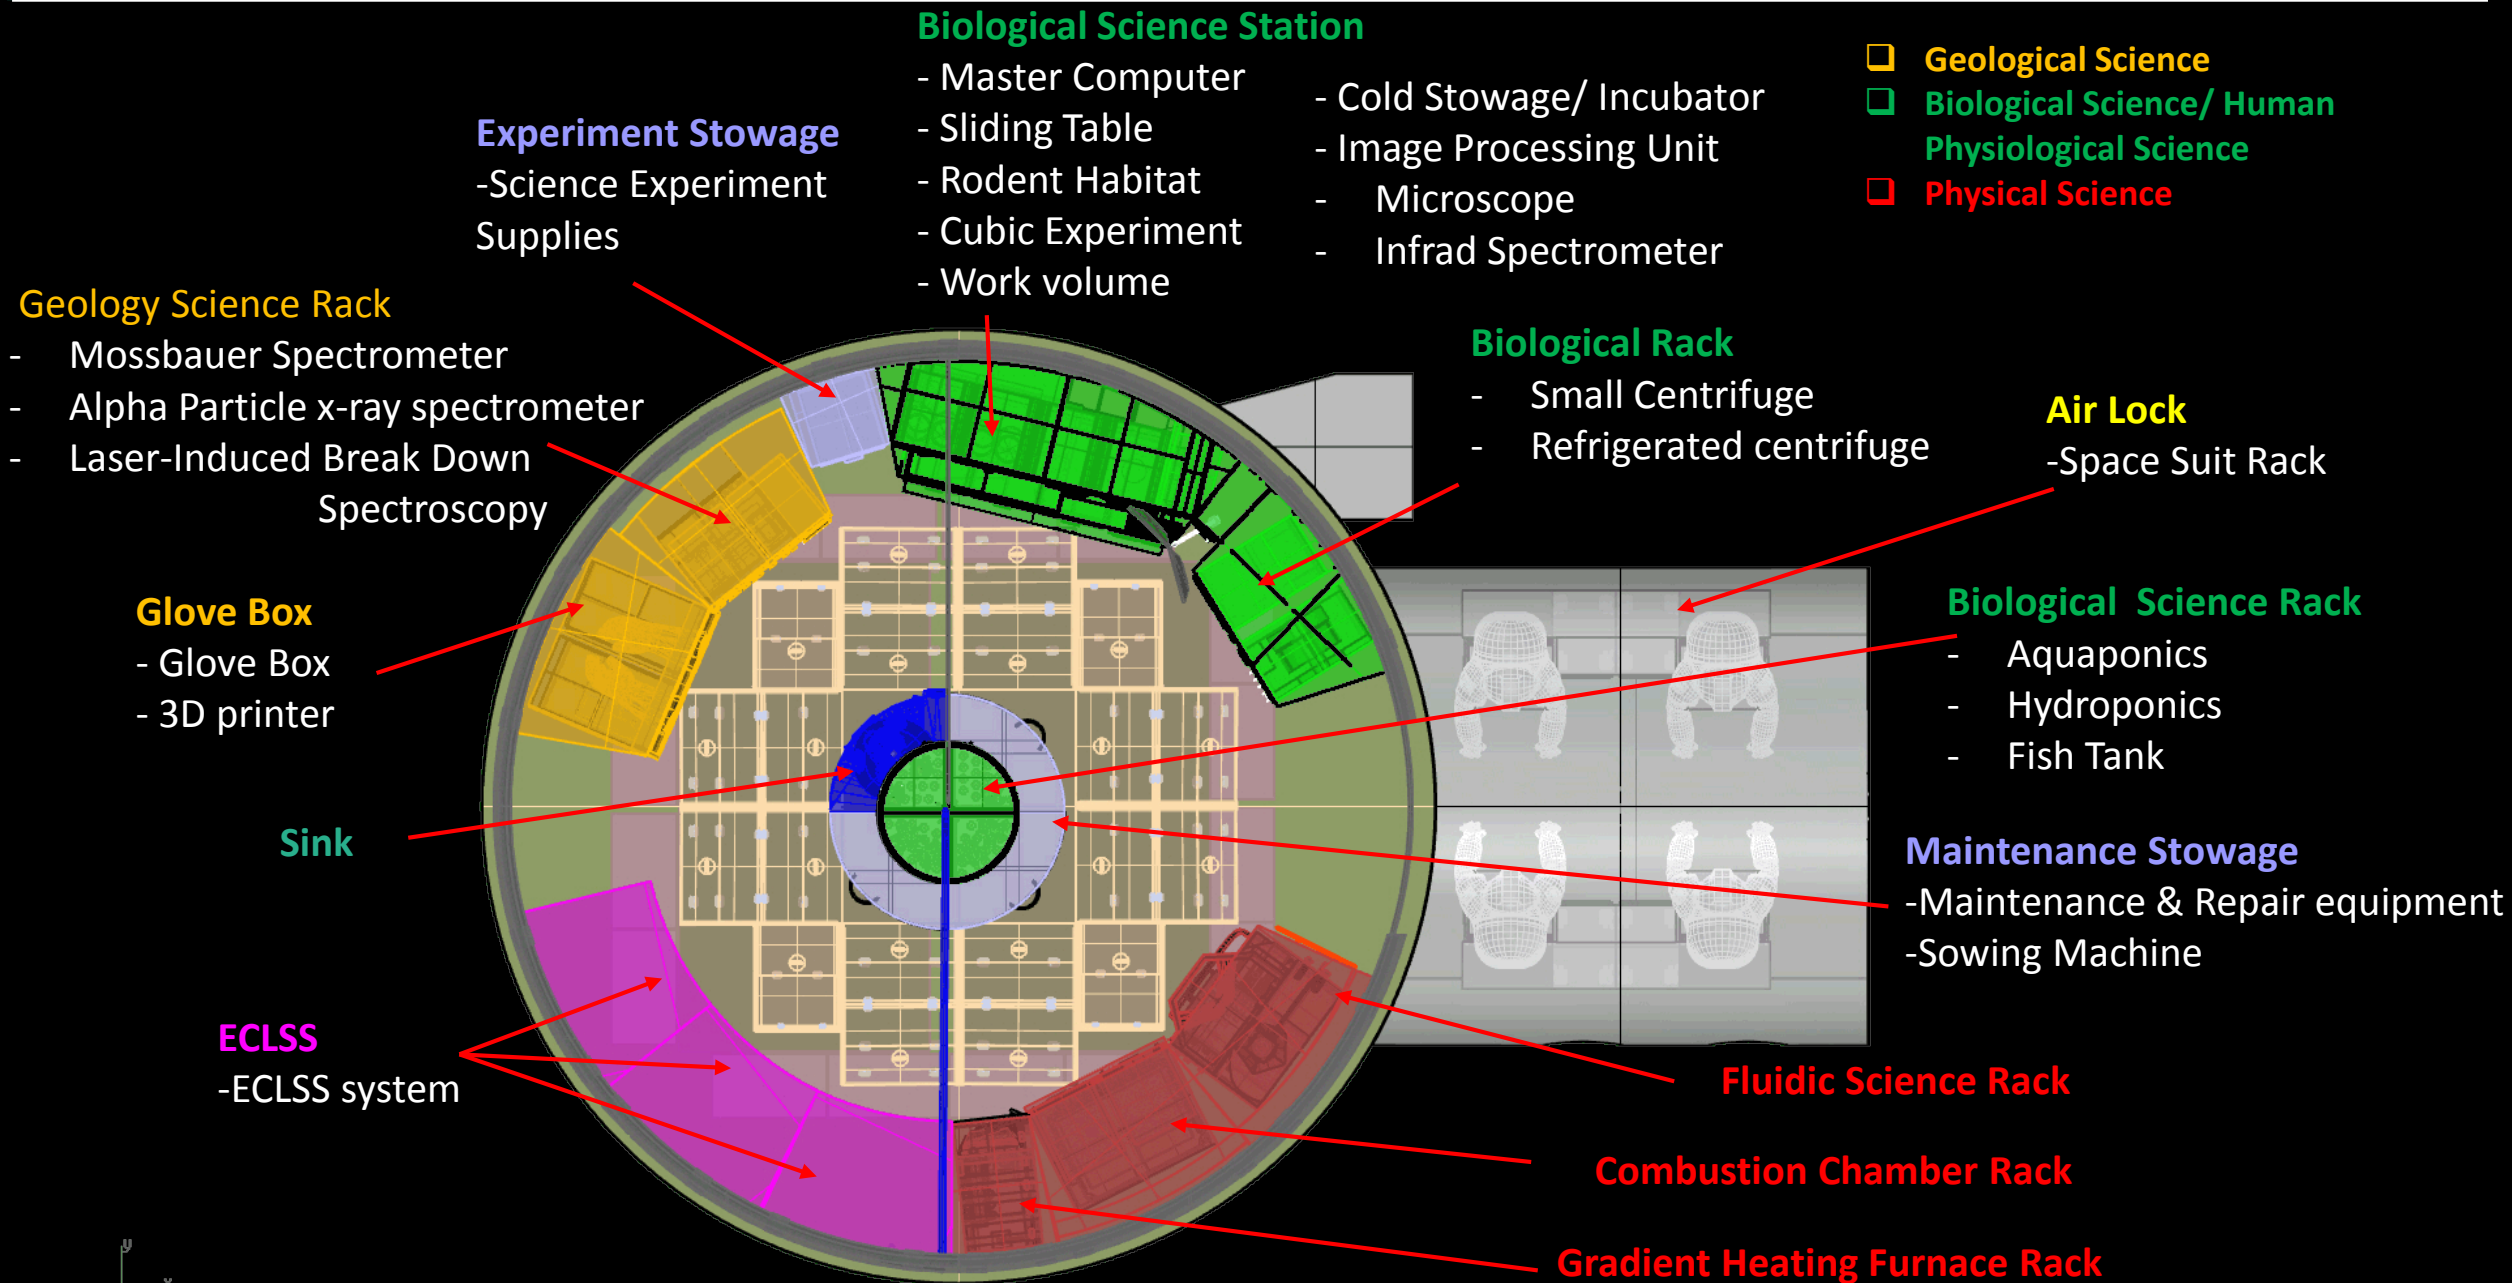 Biological Science Station
- Master Computer
- Sliding Table
- Rodent Habitat
- Cubic Experiment
- Work volume
- Cold Stowage/ Incubator
- Image Processing Unit
- Microscope
- Infrad Spectrometer
❑ Geological Science
❑ Biological Science/ Human
Physiological Science
❑ Physical Science
Experiment Stowage
-Science Experiment
Supplies
Geology Science Rack
- Mossbauer Spectrometer
- Alpha Particle x-ray spectrometer
- Laser-Induced Break Down
Spectroscopy
Biological Rack
- Small Centrifuge
- Refrigerated centrifuge
Air Lock
-Space Suit Rack
Glove Box
- Glove Box
- 3D printer
Biological Science Rack
- Aquaponics
- Hydroponics
- Fish Tank
Sink
Maintenance Stowage
-Maintenance & Repair equipment
-Sowing Machine
ECLSS
-ECLSS system
Fluidic Science Rack
Combustion Chamber Rack
Gradient Heating Furnace Rack
y